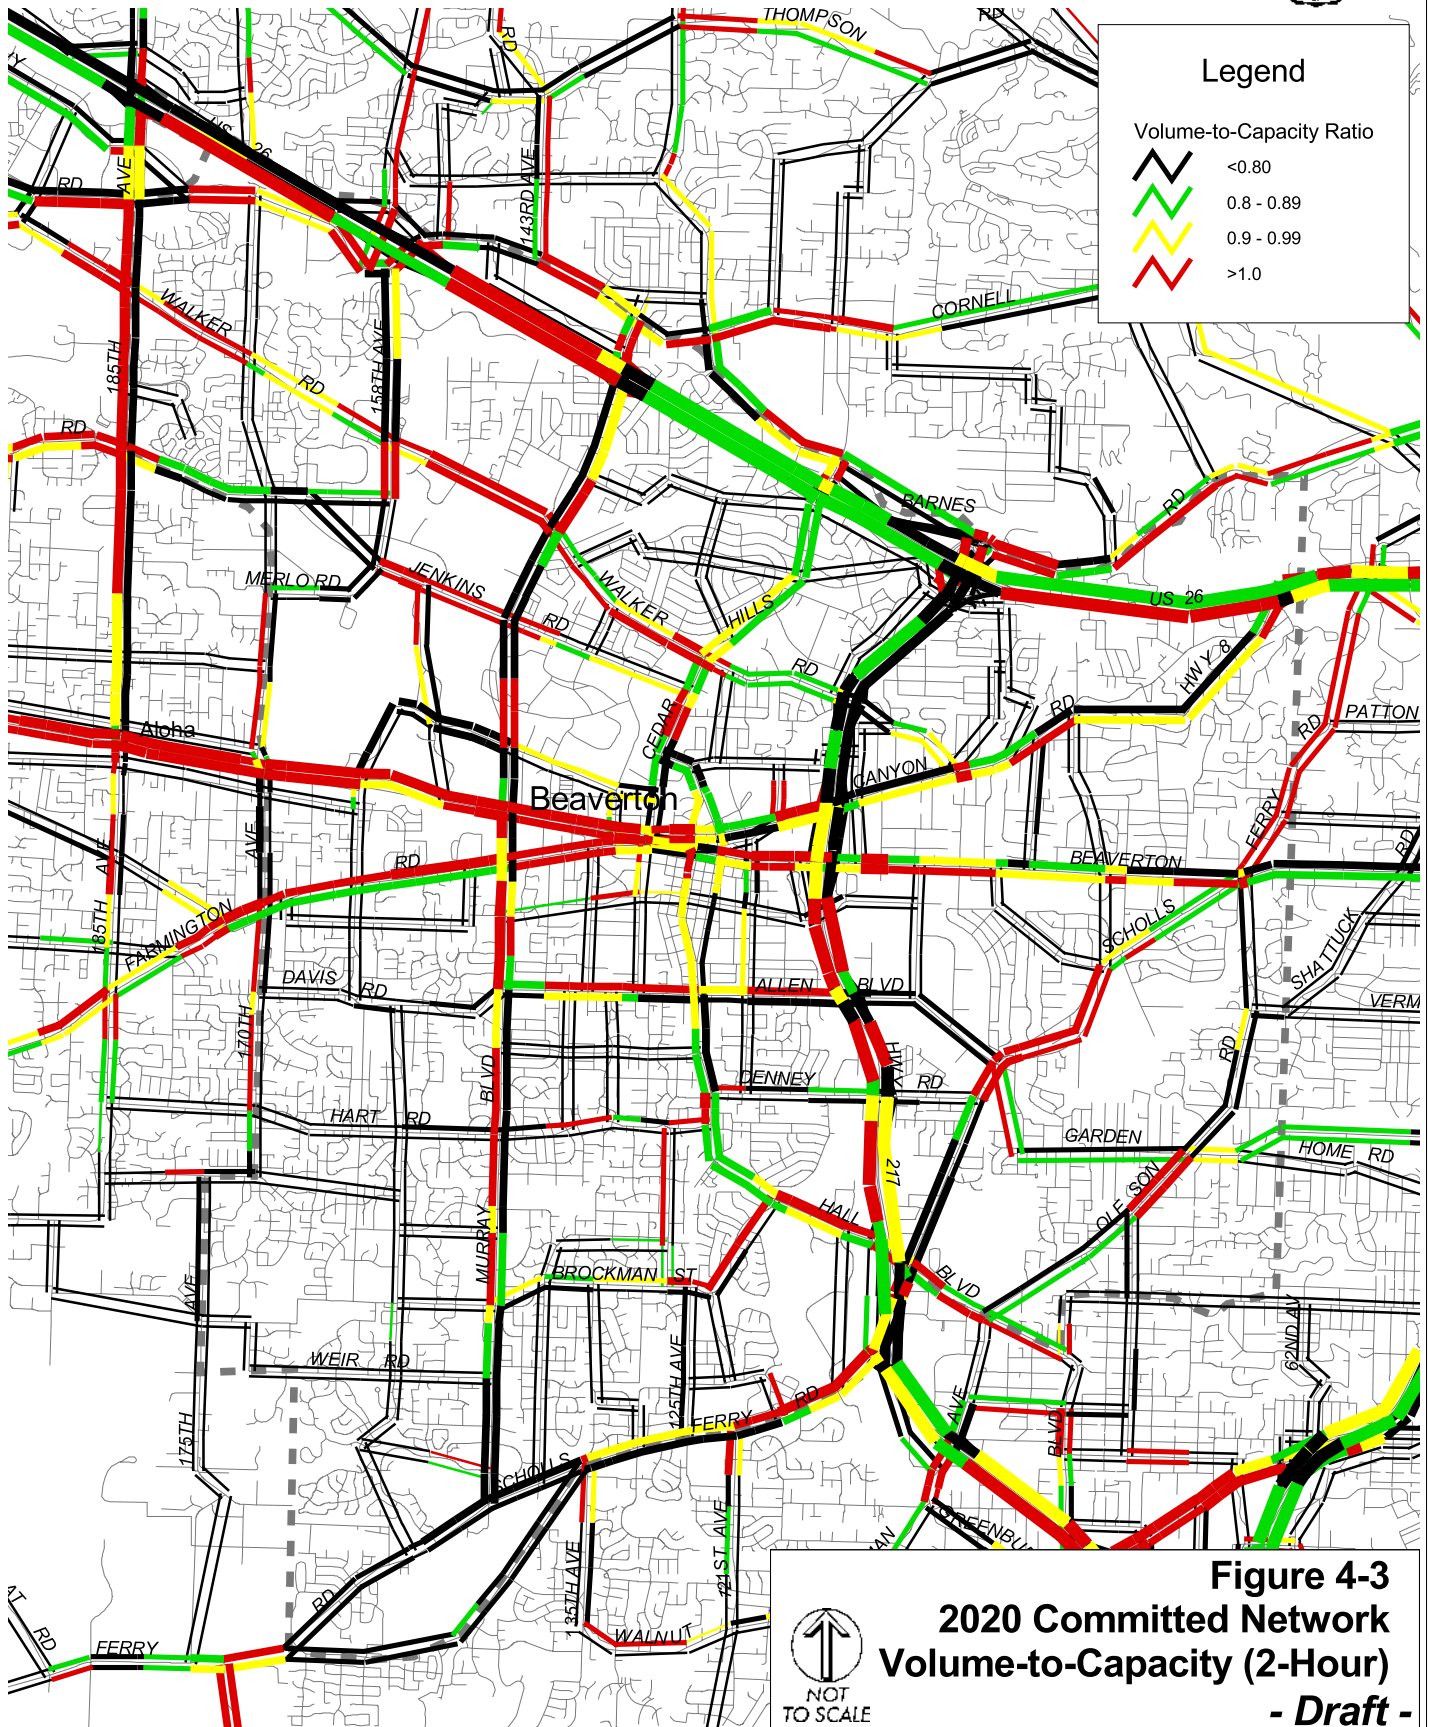 THOMPSON
RD
RD
Legend
Volume-to-Capacity Ratio
<0.80
0.8 - 0.89
0.9 - 0.99
>1.0
US 26
RD
AVE
143RD AVE
WALKER
RD
185TH
158TH AVE
CORNELL
RD
BARNES
RD
MERLO RD
JENKINS
RD
WALKER
RD
HILLS
CEDAR
US 26
HWY 8
RD
PATTON
Aloha
CANYON
Beaverton
RD
FERRY
RD
AVE
AVE
RD
BEAVERTON
185TH
FARMINGTON
SCHOLLS
SHATTUCK
DAVIS RD
ALLEN BLVD
VERM
170TH
BLVD
HWY
RD
DENNEY RD
HART RD
GARDEN
HOME RD
217
OLESON
HALL
BLVD
MURRAY
BROCKMAN ST
AVE
WEIR RD
125TH AVE
62ND AV
FERRY RD
AVE
BLVD
175TH
SCHOLLS
121ST AVE
135TH AVE
GREENBU
RD
FERRY
RD
WALNUT
NOT
TO SCALE
Figure 4-3
2020 Committed Network
Volume-to-Capacity (2-Hour)
- Draft -